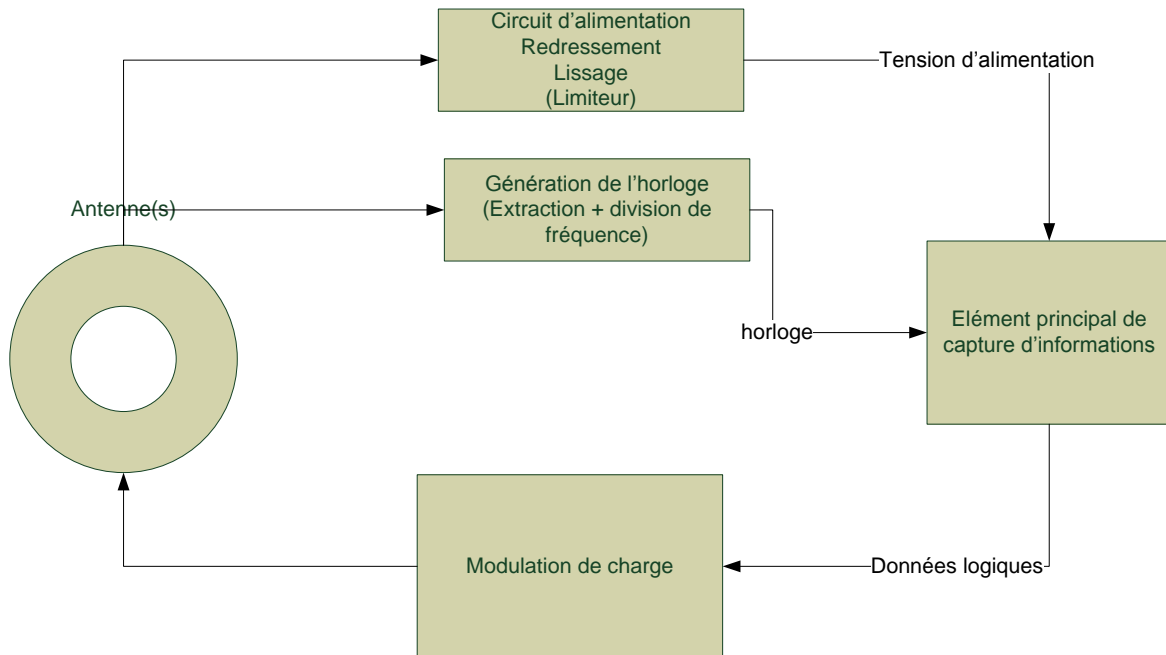 Circuit d’alimentation
Redressement
Lissage
(Limiteur)
Tension d’alimentation
Génération de l’horloge
(Extraction + division de
fréquence)
Antenne(s)
horloge
Elément principal de
capture d’informations
Modulation de charge
Données logiques